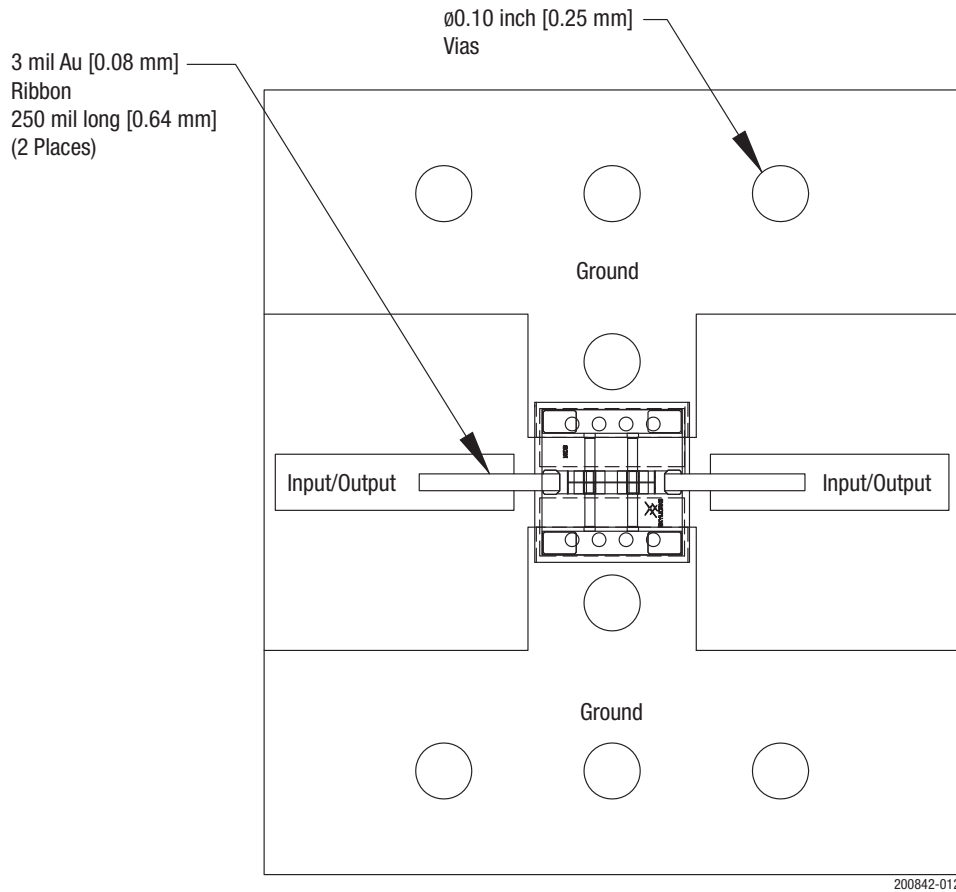 ø0.10 inch [0.25 mm]
Vias
3 mil Au [0.08 mm]
Ribbon
250 mil long [0.64 mm]
(2 Places)
Ground
Input/Output
Input/Output
Ground
200842-012